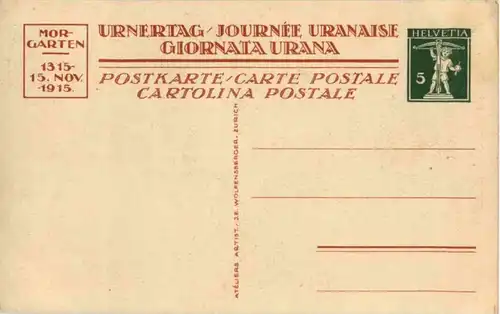 MOR-
GARTEN
1315-
15. NOV.
-1915.
URNERTAG/JOURNÉE URANAISE
GIORNATA URANA
POSTKARTE/CARTE POSTALE
CARTOLINA POSTALE
HELVETIA
5
ATELIERS ARTIST. J.E. WOLFENSBERGER, ZURICH